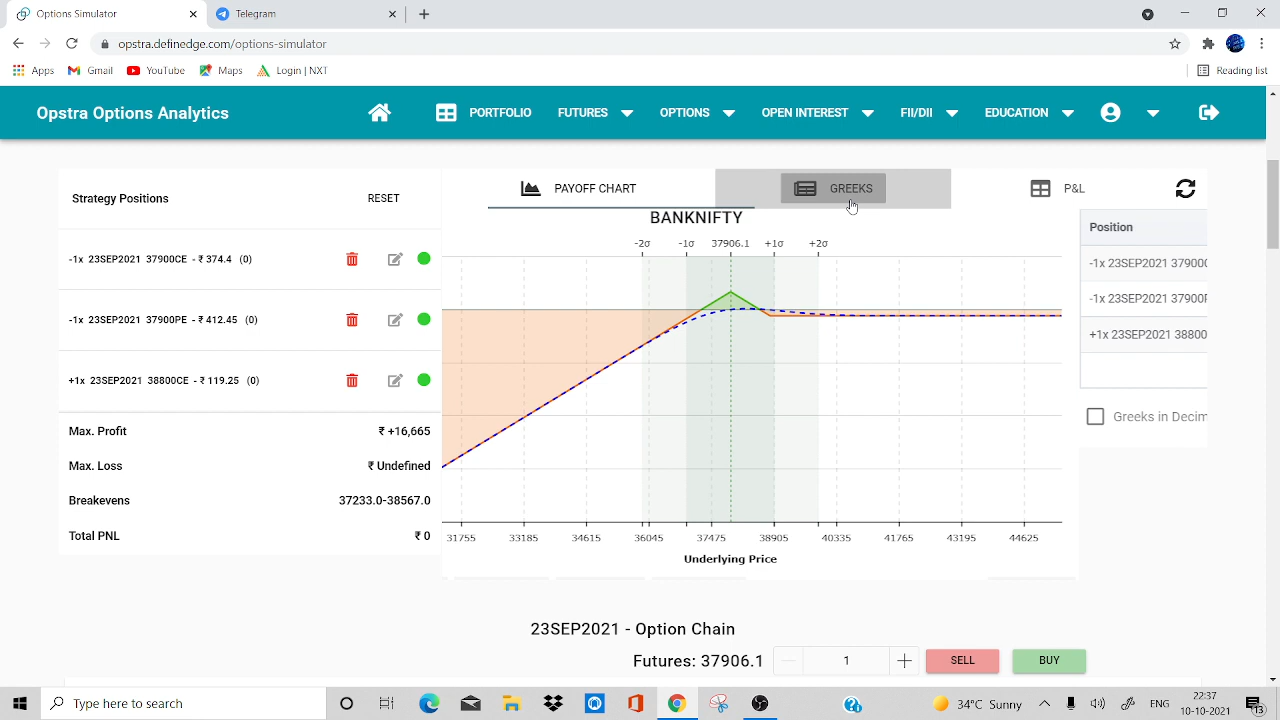 Options Analytics
Telegram
opstra.definedge.com/options-simulator
Apps
Gmail
YouTube
Maps
Login | NXT
Reading list
Opstra Options Analytics
PORTFOLIO
FUTURES
OPTIONS
OPEN INTEREST
FII/DII
EDUCATION
Strategy Positions
RESET
PAYOFF CHART
GREEKS
P&L
BANKNIFTY
-2σ -1σ 37906.1 +1σ +2σ
Position
-1x 23SEP2021 37900CE - ₹ 374.4 (0)
-1x 23SEP2021 37900
-1x 23SEP2021 37900
-1x 23SEP2021 37900PE - ₹ 412.45 (0)
+1x 23SEP2021 38800
+1x 23SEP2021 38800CE - ₹ 119.25 (0)
Greeks in Decim
Max. Profit ₹ +16,665
Max. Loss ₹ Undefined
Breakevens 37233.0-38567.0
Total PNL ₹ 0
31755 33185 34615 36045 37475 38905 40335 41765 43195 44625
Underlying Price
23SEP2021 - Option Chain
Futures: 37906.1
1
SELL
BUY
Type here to search
34°C Sunny
22:37
10-10-2021
13